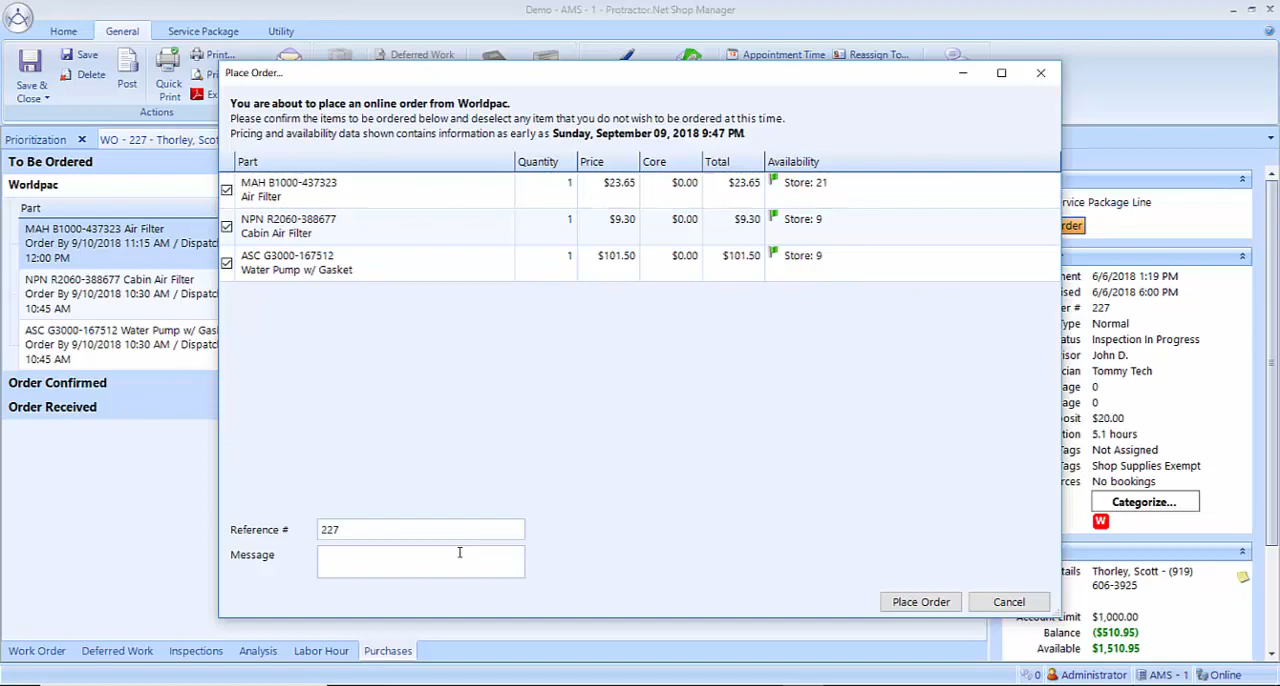 Demo - AMS - 1 - Protractor.Net Shop Manager
Home General Service Package Utility
Save & Close
Save
Delete
Post
Quick Print
Print...
Pri
Ex
Deferred Work
Appointment Time
Reassign To...
Actions
Prioritization
WO - 227 - Thorley, Scot
To Be Ordered
Worldpac
Part
MAH B1000-437323 Air Filter
Order By 9/10/2018 11:15 AM / Dispatc
12:00 PM
NPN R2060-388677 Cabin Air Filter
Order By 9/10/2018 10:30 AM / Dispatc
10:45 AM
ASC G3000-167512 Water Pump w/ Gask
Order By 9/10/2018 10:30 AM / Dispatc
10:45 AM
Order Confirmed
Order Received
Place Order...
You are about to place an online order from Worldpac.
Please confirm the items to be ordered below and deselect any item that you do not wish to be ordered at this time.
Pricing and availability data shown contains information as early as Sunday, September 09, 2018 9:47 PM.
Part Quantity Price Core Total Availability
MAH B1000-437323 1 $23.65 $0.00 $23.65 Store: 21
Air Filter
NPN R2060-388677 1 $9.30 $0.00 $9.30 Store: 9
Cabin Air Filter
ASC G3000-167512 1 $101.50 $0.00 $101.50 Store: 9
Water Pump w/ Gasket
Reference # 227
Message
Place Order Cancel
rvice Package Line
rder
ment 6/6/2018 1:19 PM
ised 6/6/2018 6:00 PM
er # 227
Type Normal
atus Inspection In Progress
isor John D.
cian Tommy Tech
age 0
age 0
osit $20.00
tion 5.1 hours
Tags Not Assigned
Tags Shop Supplies Exempt
rces No bookings
Categorize...
W
tails Thorley, Scott - (919)
606-3925
Account Limit $1,000.00
Balance ($510.95)
Available $1,510.95
Work Order Deferred Work Inspections Analysis Labor Hour Purchases
0 Administrator AMS - 1 Online